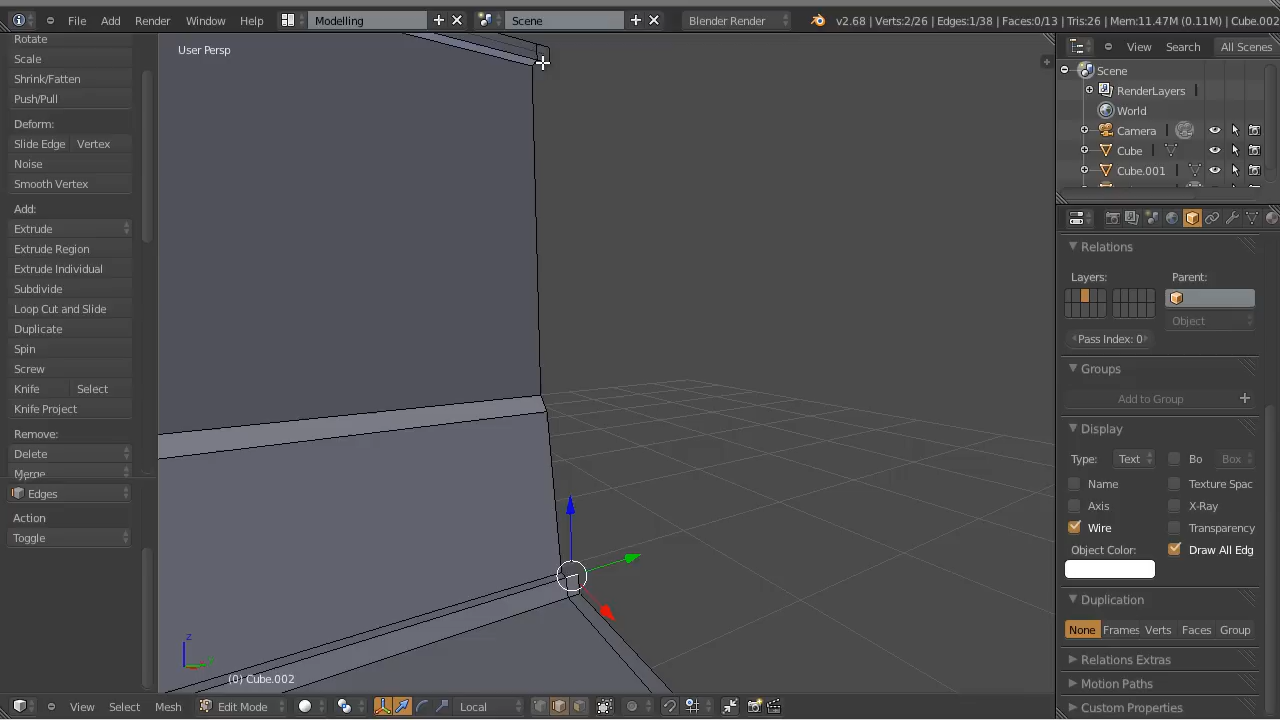 File Add Render Window Help Modelling Scene Blender Render v2.68 | Verts:2/26 | Edges:1/38 | Faces:0/13 | Tris:26 | Mem:11.47M (0.11M) | Cube.002
Rotate
Scale
Shrink/Fatten
Push/Pull
Deform:
Slide Edge Vertex
Noise
Smooth Vertex
Add:
Extrude
Extrude Region
Extrude Individual
Subdivide
Loop Cut and Slide
Duplicate
Spin
Screw
Knife Select
Knife Project
Remove:
Delete
Merge
Edges
Action
Toggle
User Persp
z
(0) Cube.002
View Select Mesh Edit Mode Local
View Search All Scenes
Scene
RenderLayers
World
Camera
Cube
Cube.001
Relations
Layers: Parent:
Object
Pass Index: 0
Groups
Add to Group
Display
Type: Text Bo Box
Name Texture Spac
Axis X-Ray
Wire Transparency
Object Color: Draw All Edg
Duplication
None Frames Verts Faces Group
Relations Extras
Motion Paths
Custom Properties